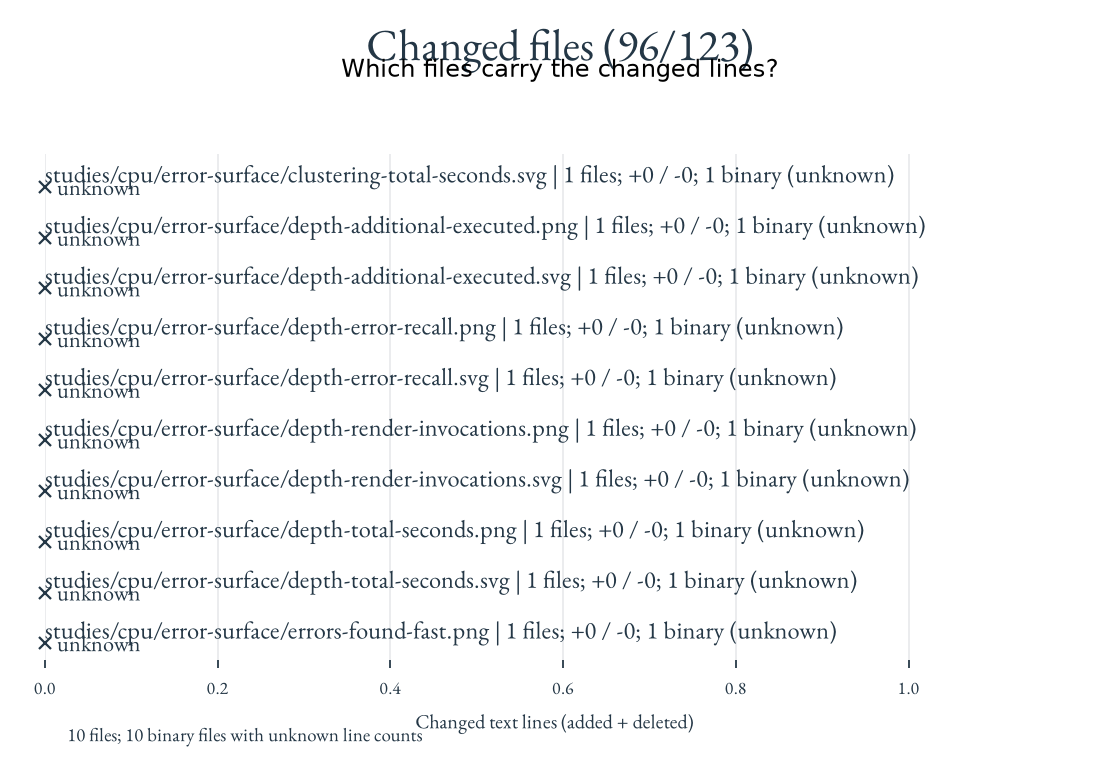 Changed files (96/123)
Which files carry the changed lines?
studies/cpu/error-surface/clustering-total-seconds.svg | 1 files; +0 / -0; 1 binary (unknown)
unknown
studies/cpu/error-surface/depth-additional-executed.png | 1 files; +0 / -0; 1 binary (unknown)
unknown
studies/cpu/error-surface/depth-additional-executed.svg | 1 files; +0 / -0; 1 binary (unknown)
unknown
studies/cpu/error-surface/depth-error-recall.png | 1 files; +0 / -0; 1 binary (unknown)
unknown
studies/cpu/error-surface/depth-error-recall.svg | 1 files; +0 / -0; 1 binary (unknown)
unknown
studies/cpu/error-surface/depth-render-invocations.png | 1 files; +0 / -0; 1 binary (unknown)
unknown
studies/cpu/error-surface/depth-render-invocations.svg | 1 files; +0 / -0; 1 binary (unknown)
unknown
studies/cpu/error-surface/depth-total-seconds.png | 1 files; +0 / -0; 1 binary (unknown)
unknown
studies/cpu/error-surface/depth-total-seconds.svg | 1 files; +0 / -0; 1 binary (unknown)
unknown
studies/cpu/error-surface/errors-found-fast.png | 1 files; +0 / -0; 1 binary (unknown)
unknown
0.0 0.2 0.4 0.6 0.8 1.0
Changed text lines (added + deleted)
10 files; 10 binary files with unknown line counts